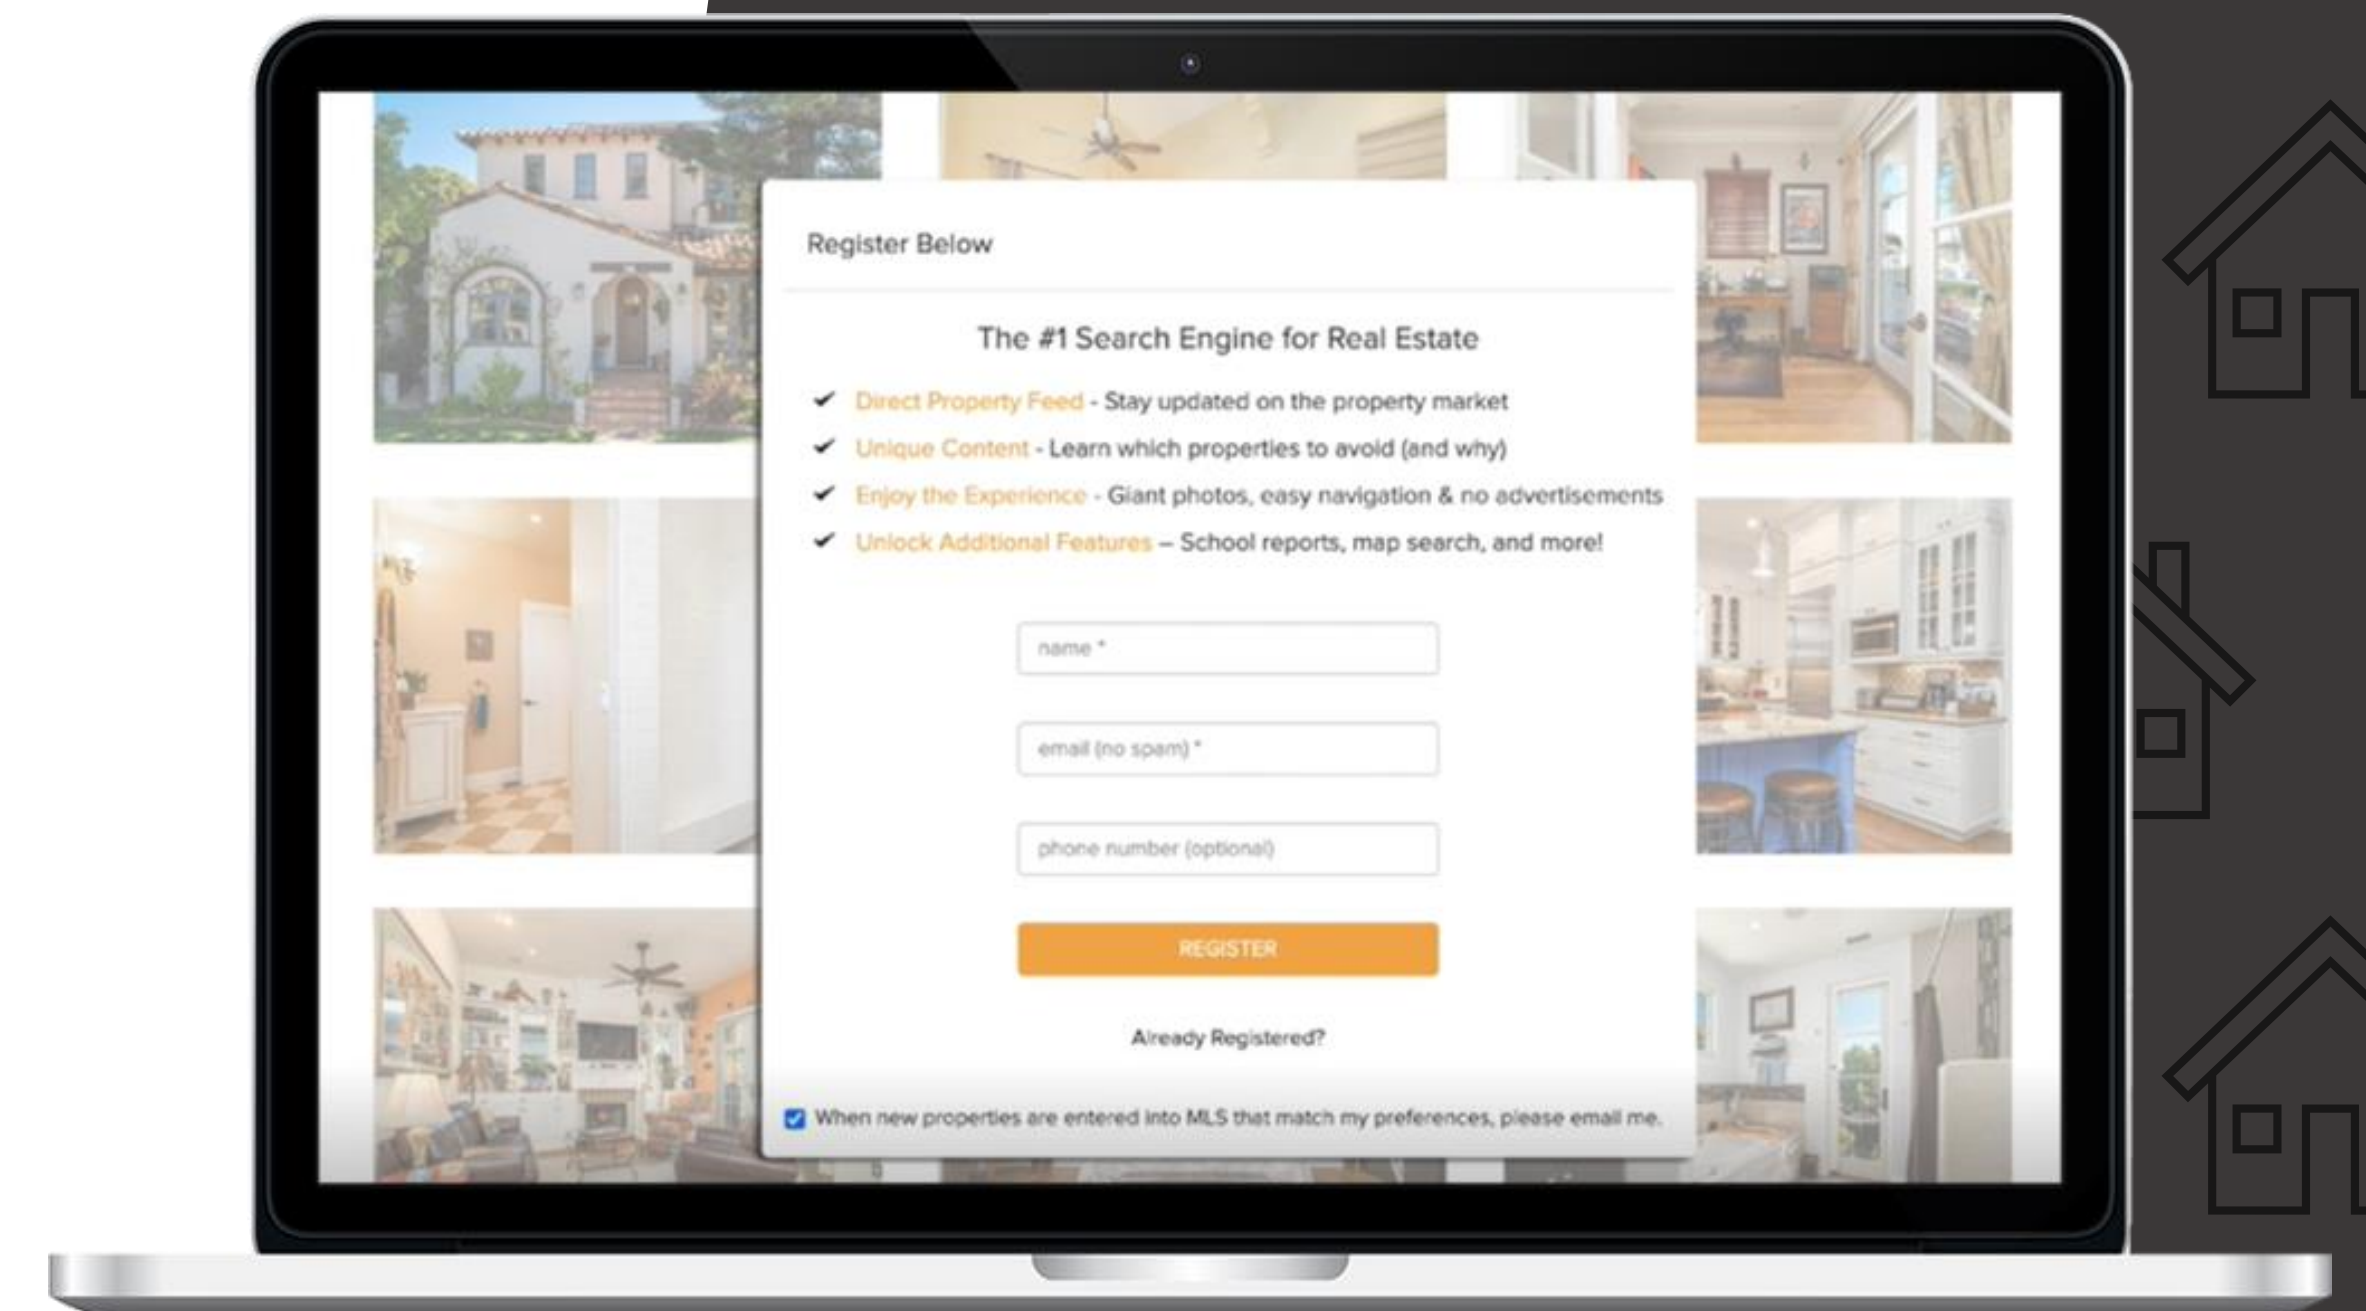 Register Below
The #1 Search Engine for Real Estate
Direct Property Feed - Stay updated on the property market
Unique Content - Learn which properties to avoid (and why)
Enjoy the Experience - Giant photos, easy navigation & no advertisements
Unlock Additional Features – School reports, map search, and more!
name *
email (no spam) *
phone number (optional)
REGISTER
Already Registered?
When new properties are entered into MLS that match my preferences, please email me.